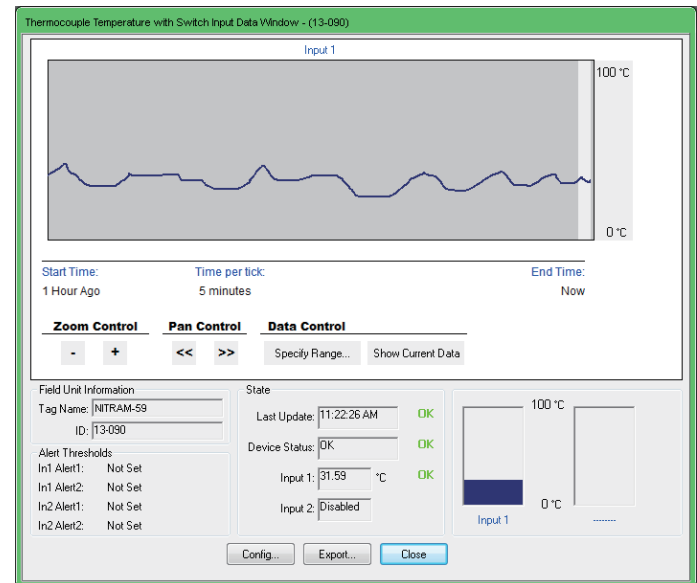 Thermocouple Temperature with Switch Input Data Window - (13-090)
Input 1
100 °C
0 °C
Start Time: Time per tick: End Time:
1 Hour Ago 5 minutes Now
Zoom Control Pan Control Data Control
- + << >> Specify Range... Show Current Data
Field Unit Information
Tag Name: NITRAM-59
ID: 13-090
Alert Thresholds
In1 Alert1: Not Set
In1 Alert2: Not Set
In2 Alert1: Not Set
In2 Alert2: Not Set
State
Last Update: 11:22:26 AM OK
Device Status: OK OK
Input 1: 31.59 °C OK
Input 2: Disabled
100 °C
0 °C
Input 1 --------
Config... Export... Close